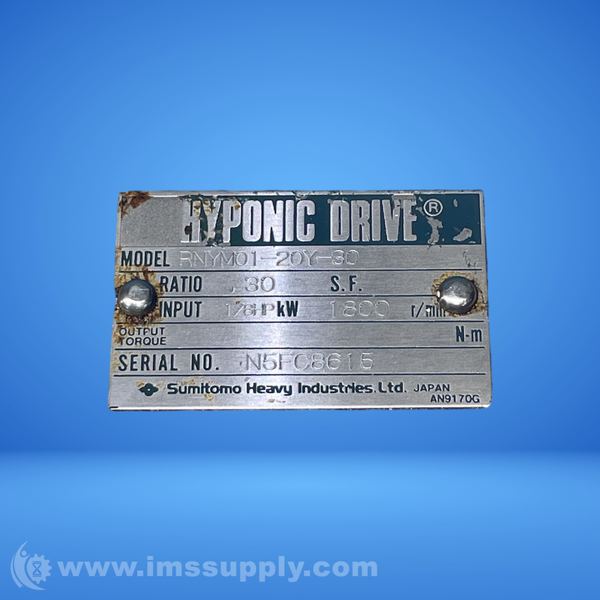 HYPONIC DRIVE®
MODEL RNYM01-20Y-30
RATIO 30 S.F.
INPUT 1/8HP kW 1800 r/min
OUTPUT TORQUE N·m
SERIAL NO. N5FC8615
Sumitomo Heavy Industries, Ltd. JAPAN
AN9170G
www.imssupply.com